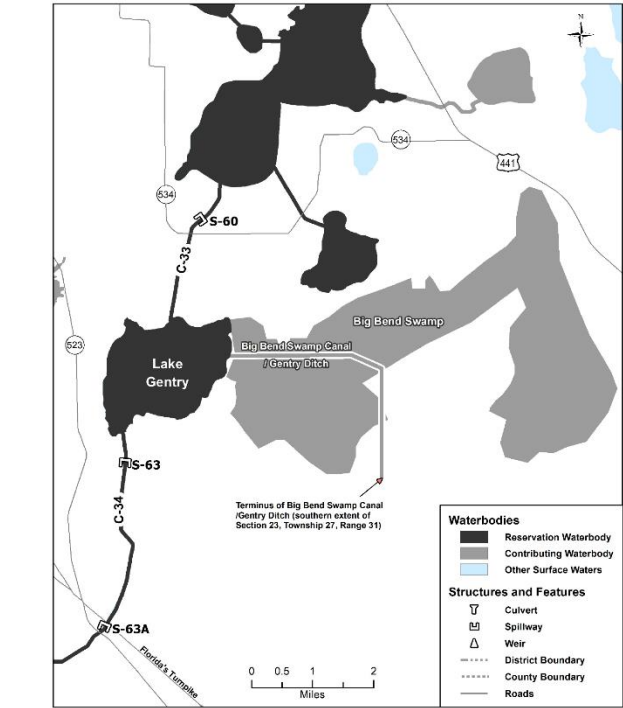 534
441
534
S-60
C-33
Big Bend Swamp
523
Big Bend Swamp Canal
/ Gentry Ditch
Lake
Gentry
S-63
C-34
Terminus of Big Bend Swamp Canal
/Gentry Ditch (southern extent of
Section 23, Township 27, Range 31)
S-63A
Florida's Turnpike
0 0.5 1 2
Miles
Waterbodies
Reservation Waterbody
Contributing Waterbody
Other Surface Waters
Structures and Features
Culvert
Spillway
Weir
District Boundary
County Boundary
Roads